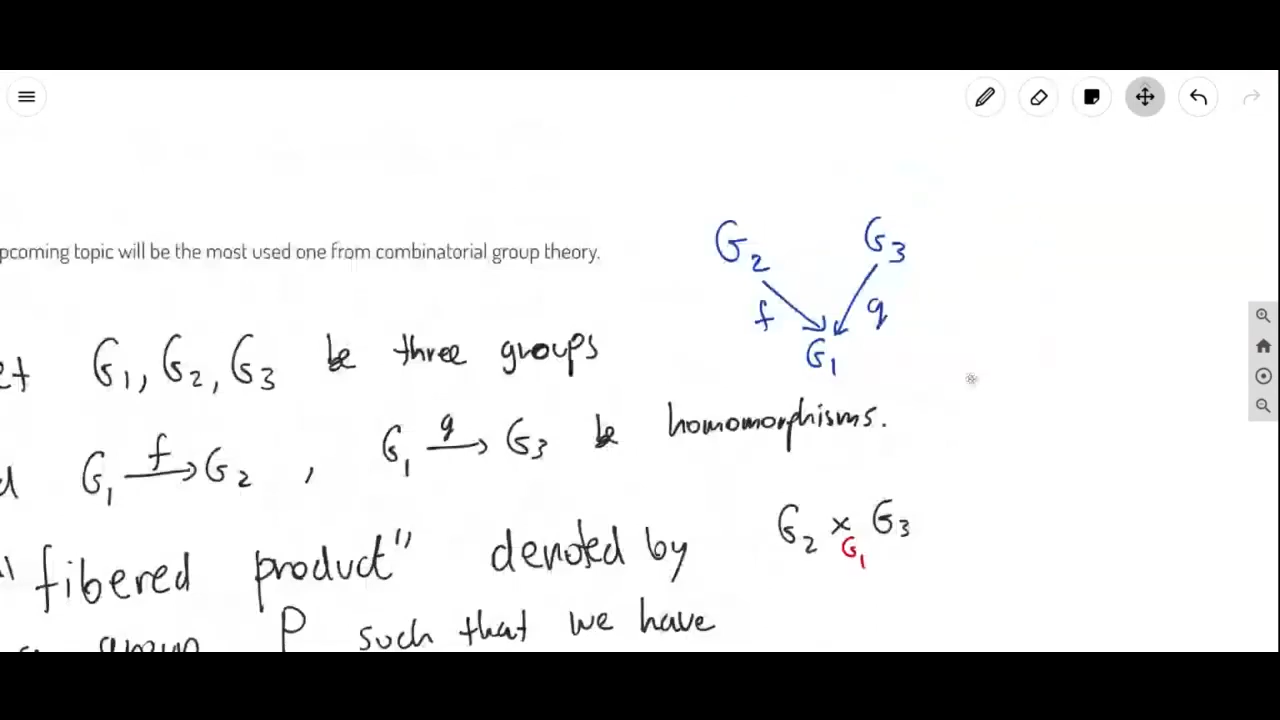 pcoming topic will be the most used one from combinatorial group theory.
G₂ G₃
f g
G₁
et G₁, G₂, G₃ be three groups
d G₁ →f G₂ , G₁ →g G₃ be homomorphisms.
"fibered product" denoted by G₂ ×G₁ G₃
group P such that we have